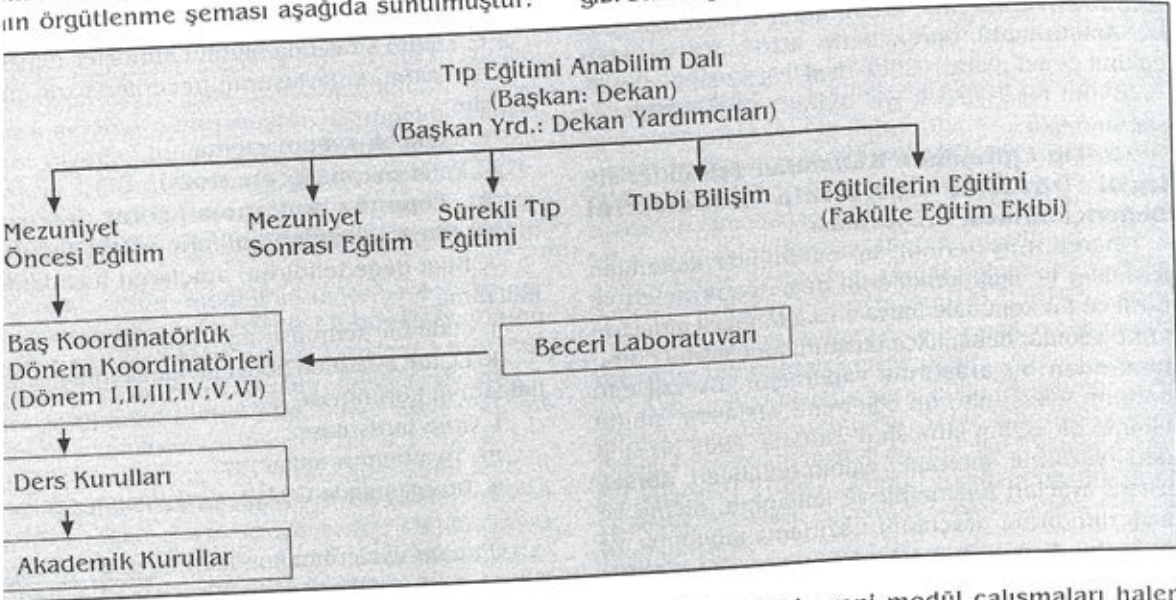 nın örgütlenme şeması aşağıda sunulmuştur.
Tıp Eğitimi Anabilim Dalı
(Başkan: Dekan)
(Başkan Yrd.: Dekan Yardımcıları)
Mezuniyet
Öncesi Eğitim
Mezuniyet
Sonrası Eğitim
Sürekli Tıp
Eğitimi
Tıbbi Bilişim
Eğiticilerin Eğitimi
(Fakülte Eğitim Ekibi)
Baş Koordinatörlük
Dönem Koordinatörleri
(Dönem I,II,III,IV,V,VI)
Beceri Laboratuvarı
Ders Kurulları
Akademik Kurullar
modül çalışmaları halen